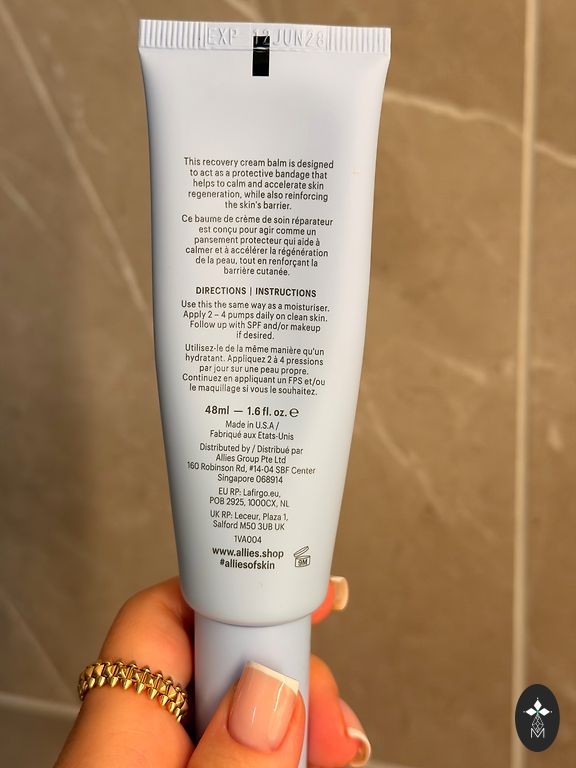 EXP 12JUN28
This recovery cream balm is designed
to act as a protective bandage that
helps to calm and accelerate skin
regeneration, while also reinforcing
the skin's barrier.
Ce baume de crème de soin réparateur
est conçu pour agir comme un
pansement protecteur qui aide à
calmer et à accélérer la régénération
de la peau, tout en renforçant la
barrière cutanée.
DIRECTIONS | INSTRUCTIONS
Use this the same way as a moisturiser.
Apply 2 – 4 pumps daily on clean skin.
Follow up with SPF and/or makeup
if desired.
Utilisez-le de la même manière qu'un
hydratant. Appliquez 2 à 4 pressions
par jour sur une peau propre.
Continuez en appliquant un FPS et/ou
le maquillage si vous le souhaitez.
48ml — 1.6 fl. oz. ℮
Made in U.S.A /
Fabriqué aux Etats-Unis
Distributed by / Distribué par
Allies Group Pte Ltd
160 Robinson Rd, #14-04 SBF Center
Singapore 068914
EU RP: Lafirgo.eu,
POB 2925, 1000CX, NL
UK RP: Leceur, Plaza 1,
Salford M50 3UB UK
1VA004
www.allies.shop
#alliesofskin
9M
M